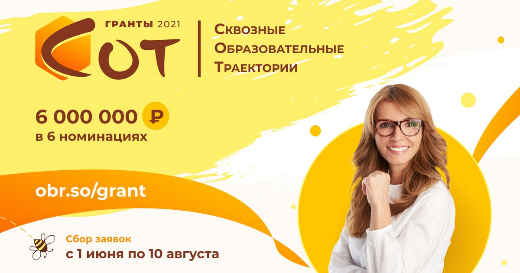 ГРАНТЫ 2021
СОТ
СКВОЗНЫЕ
ОБРАЗОВАТЕЛЬНЫЕ
ТРАЕКТОРИИ
6 000 000 ₽
в 6 номинациях
obr.so/grant
Сбор заявок
с 1 июня по 10 августа